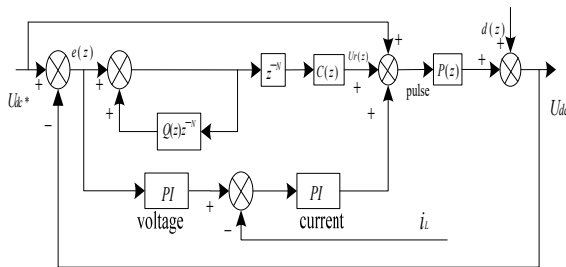 d(z)
e(z)
z⁻ᴺ
C(z)
Ur(z)
P(z)
pulse
Udc*
Udc
Q(z)z⁻ᴺ
PI
PI
voltage
current
iL